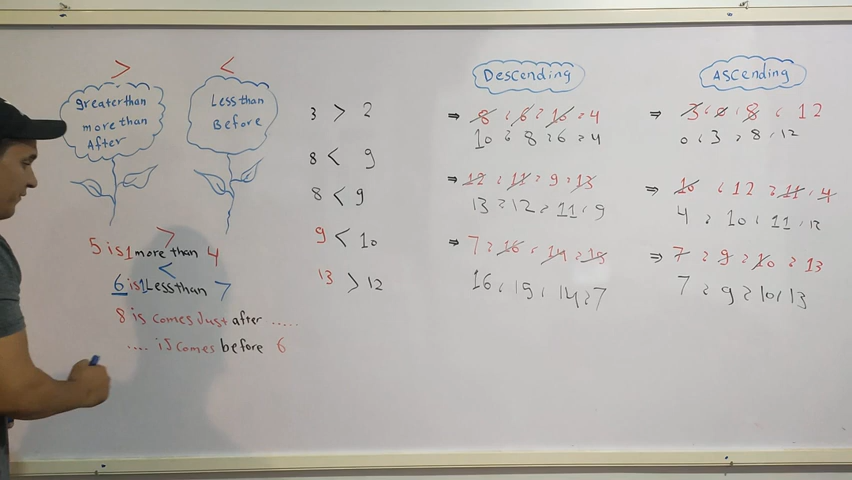 >
<
greater than
more than
After
Less than
Before
3 > 2
8 < 9
8 < 9
9 < 10
13 > 12
>
5 is 1 more than 4
<
6 is 1 Less than 7
8 is comes Just after .....
.... is comes before 6
Descending
⇒ 8 , 6 , 10 , 4
10 , 8 , 6 , 4
⇒ 12 , 11 , 9 , 13
13 , 12 , 11 , 9
⇒ 7 , 16 , 14 , 15
16 , 15 , 14 , 7
Ascending
⇒ 3 , 0 , 8 , 12
0 , 3 , 8 , 12
⇒ 10 , 12 , 11 , 4
4 , 10 , 11 , 12
⇒ 7 , 9 , 10 , 13
7 , 9 , 10 , 13